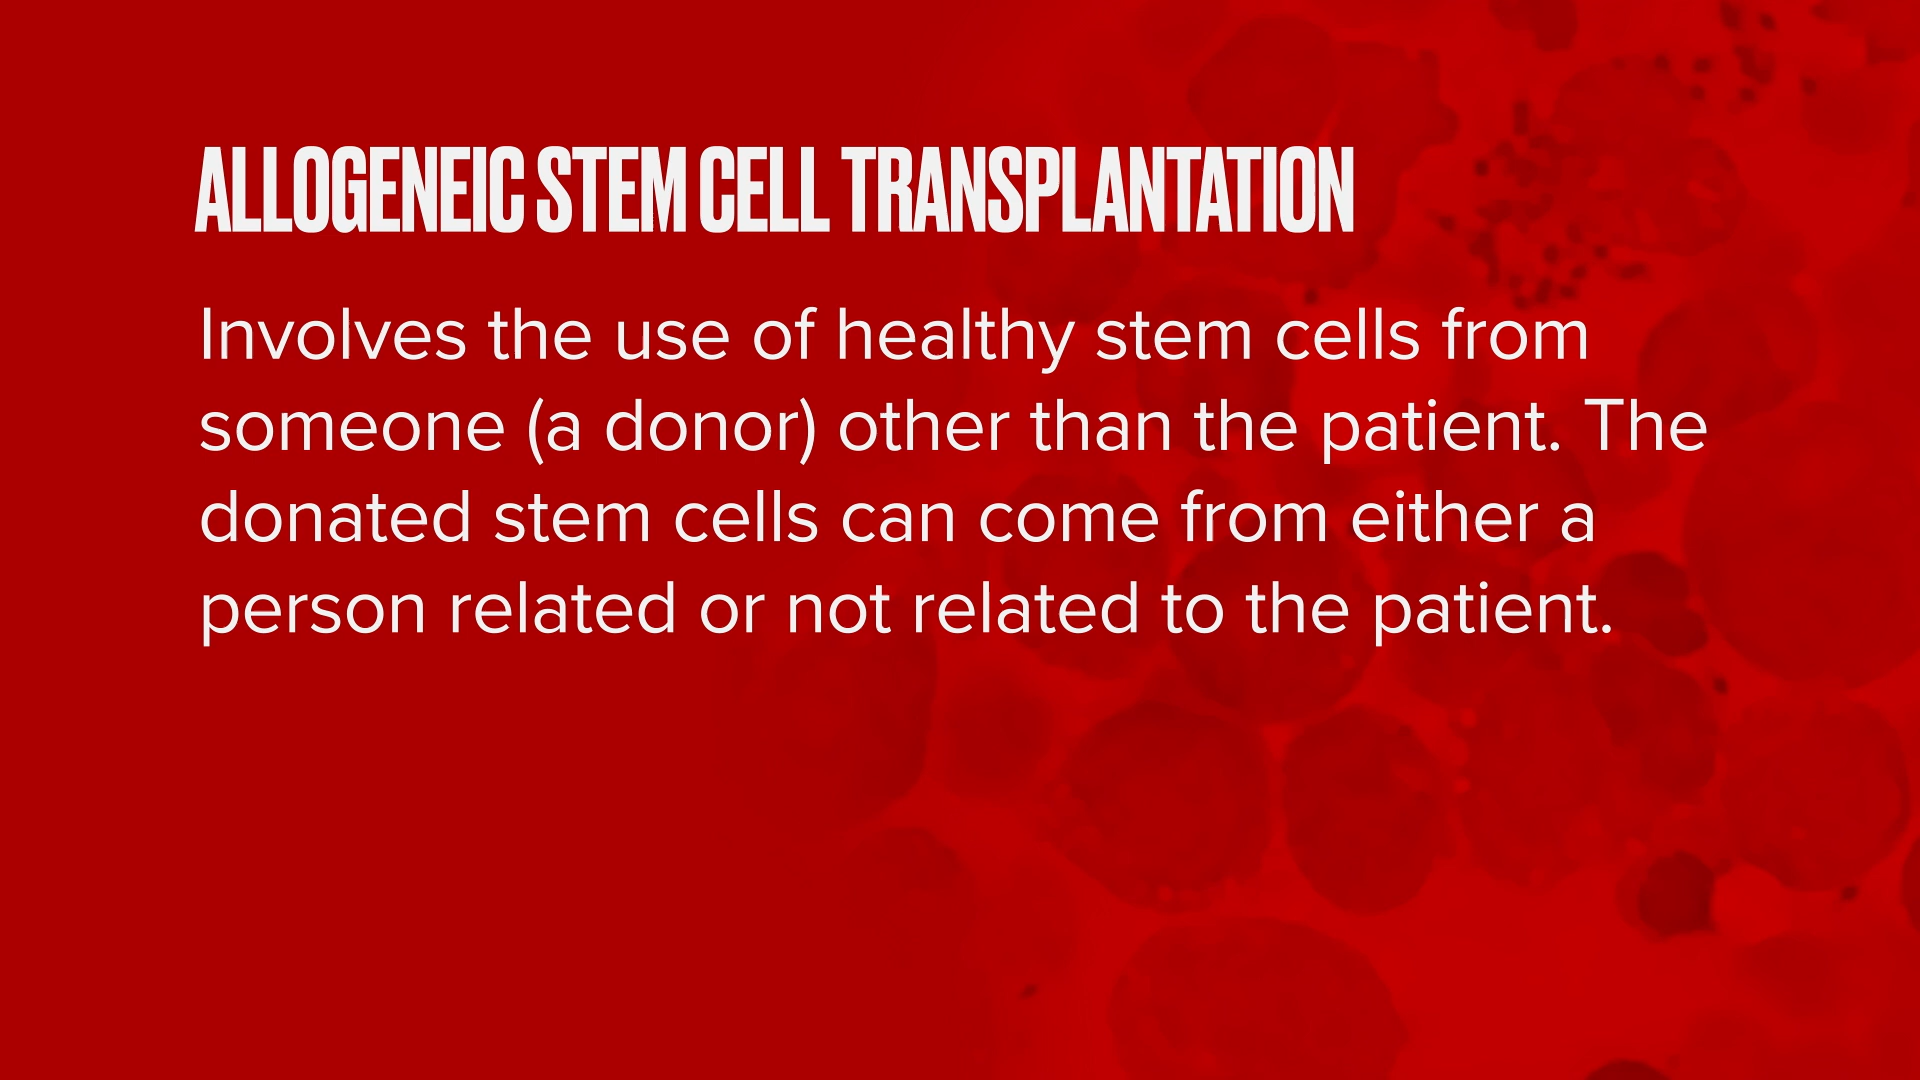 ALLOGENEIC STEM CELL TRANSPLANTATION
Involves the use of healthy stem cells from
someone (a donor) other than the patient. The
donated stem cells can come from either a
person related or not related to the patient.